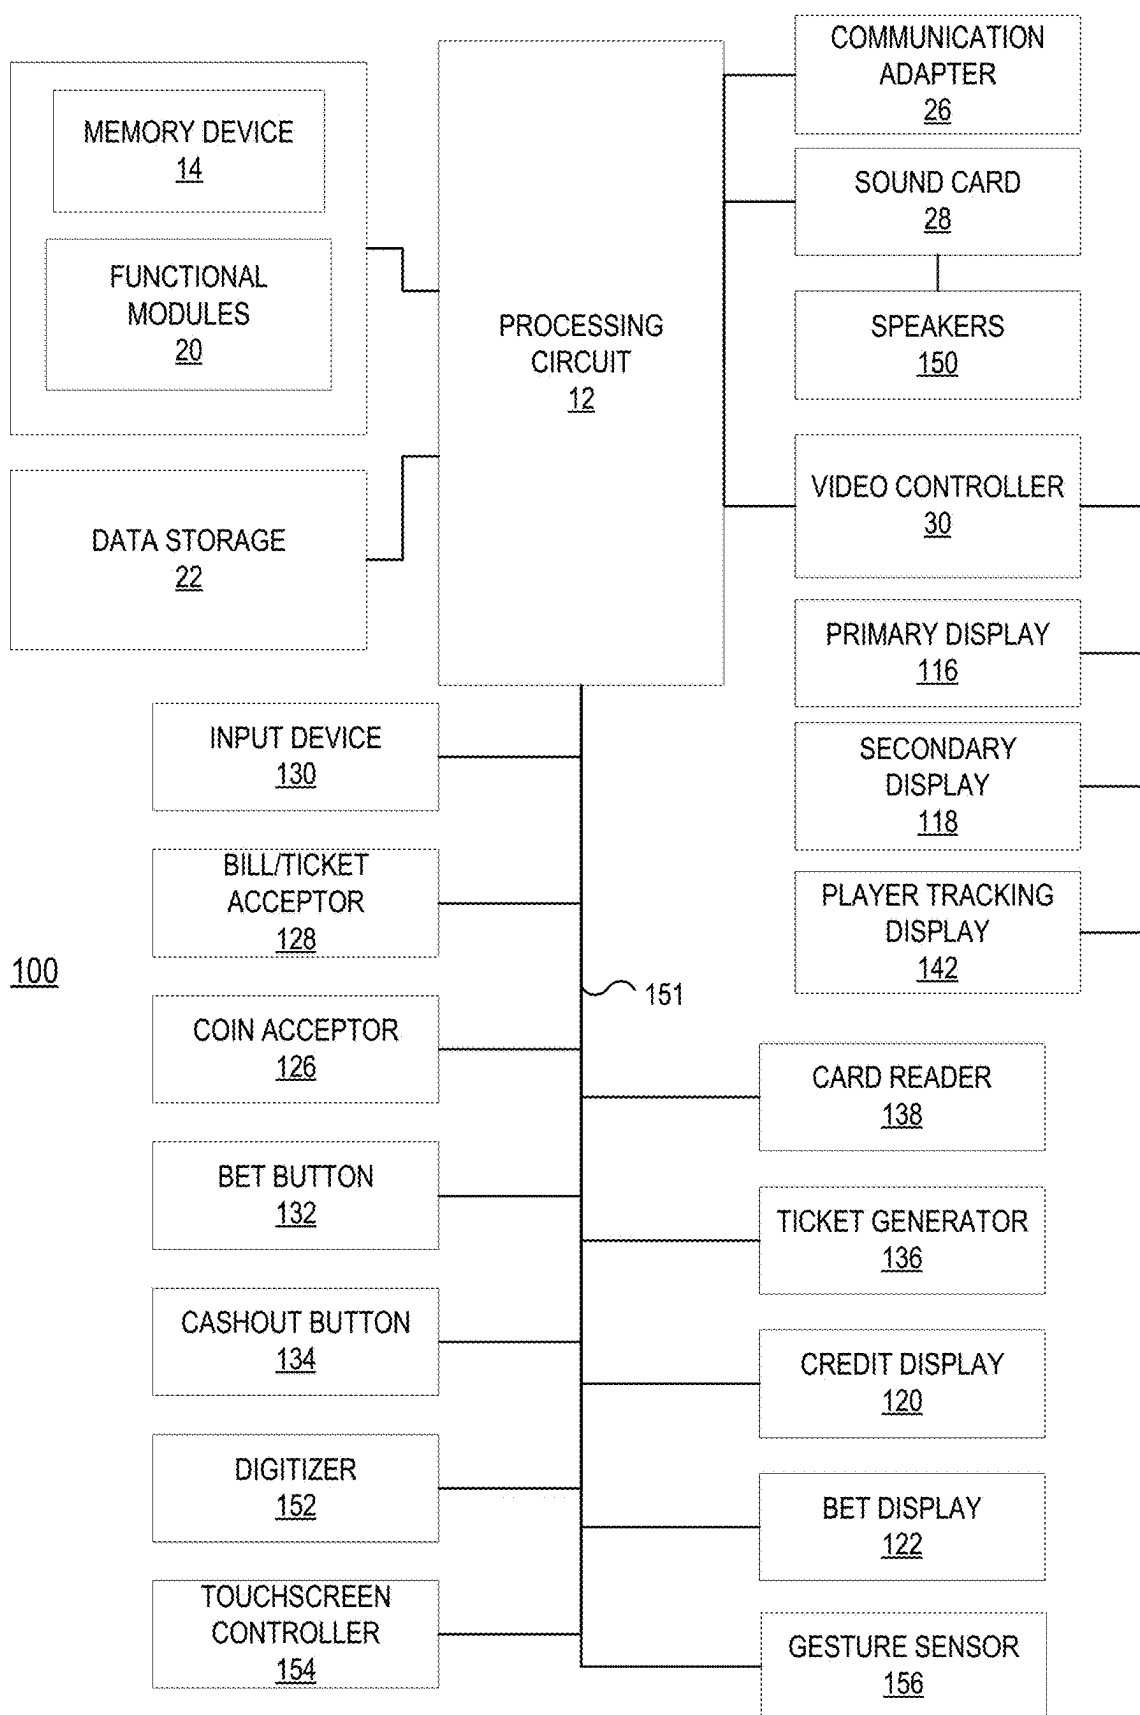 COMMUNICATION
ADAPTER
26
MEMORY DEVICE
14
SOUND CARD
28
FUNCTIONAL
MODULES
20
PROCESSING
CIRCUIT
12
SPEAKERS
150
VIDEO CONTROLLER
30
DATA STORAGE
22
PRIMARY DISPLAY
116
INPUT DEVICE
130
SECONDARY
DISPLAY
118
BILL/TICKET
ACCEPTOR
128
PLAYER TRACKING
DISPLAY
142
100
151
COIN ACCEPTOR
126
CARD READER
138
BET BUTTON
132
TICKET GENERATOR
136
CASHOUT BUTTON
134
CREDIT DISPLAY
120
DIGITIZER
152
BET DISPLAY
122
TOUCHSCREEN
CONTROLLER
154
GESTURE SENSOR
156